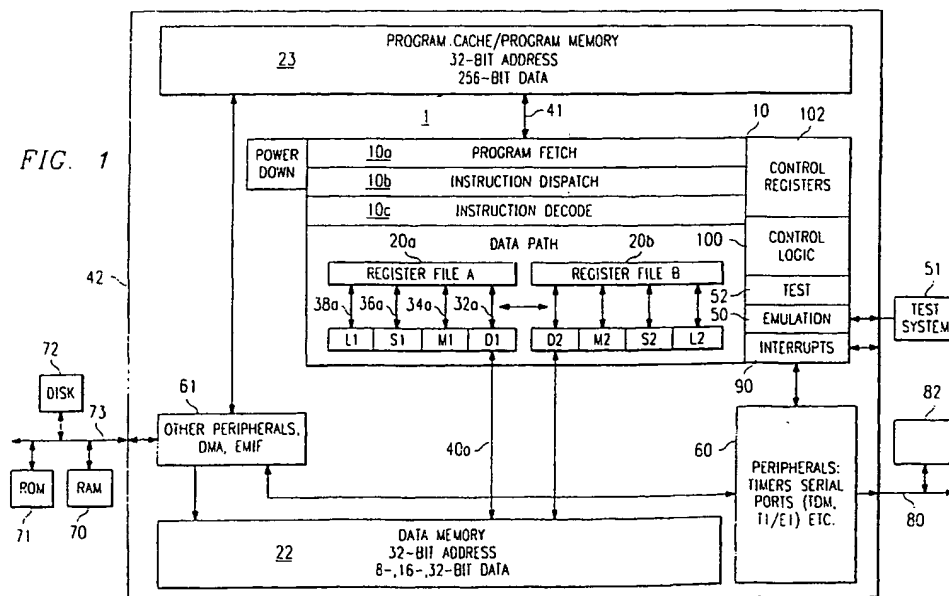 PROGRAM CACHE/PROGRAM MEMORY
23
32-BIT ADDRESS
256-BIT DATA
FIG. 1
1
41
10
102
POWER
DOWN
10a
PROGRAM FETCH
10b
INSTRUCTION DISPATCH
10c
INSTRUCTION DECODE
CONTROL
REGISTERS
DATA PATH
20a
20b
100
CONTROL
LOGIC
REGISTER FILE A
REGISTER FILE B
42
38a
36a
34a
32a
52
TEST
50
EMULATION
INTERRUPTS
51
TEST
SYSTEM
L1
S1
M1
D1
D2
M2
S2
L2
90
72
DISK
73
61
OTHER PERIPHERALS,
DMA, EMIF
40a
60
82
ROM
RAM
71
70
PERIPHERALS:
TIMERS SERIAL
PORTS (TDM,
T1/E1) ETC.
80
DATA MEMORY
22
32-BIT ADDRESS
8-,16-,32-BIT DATA